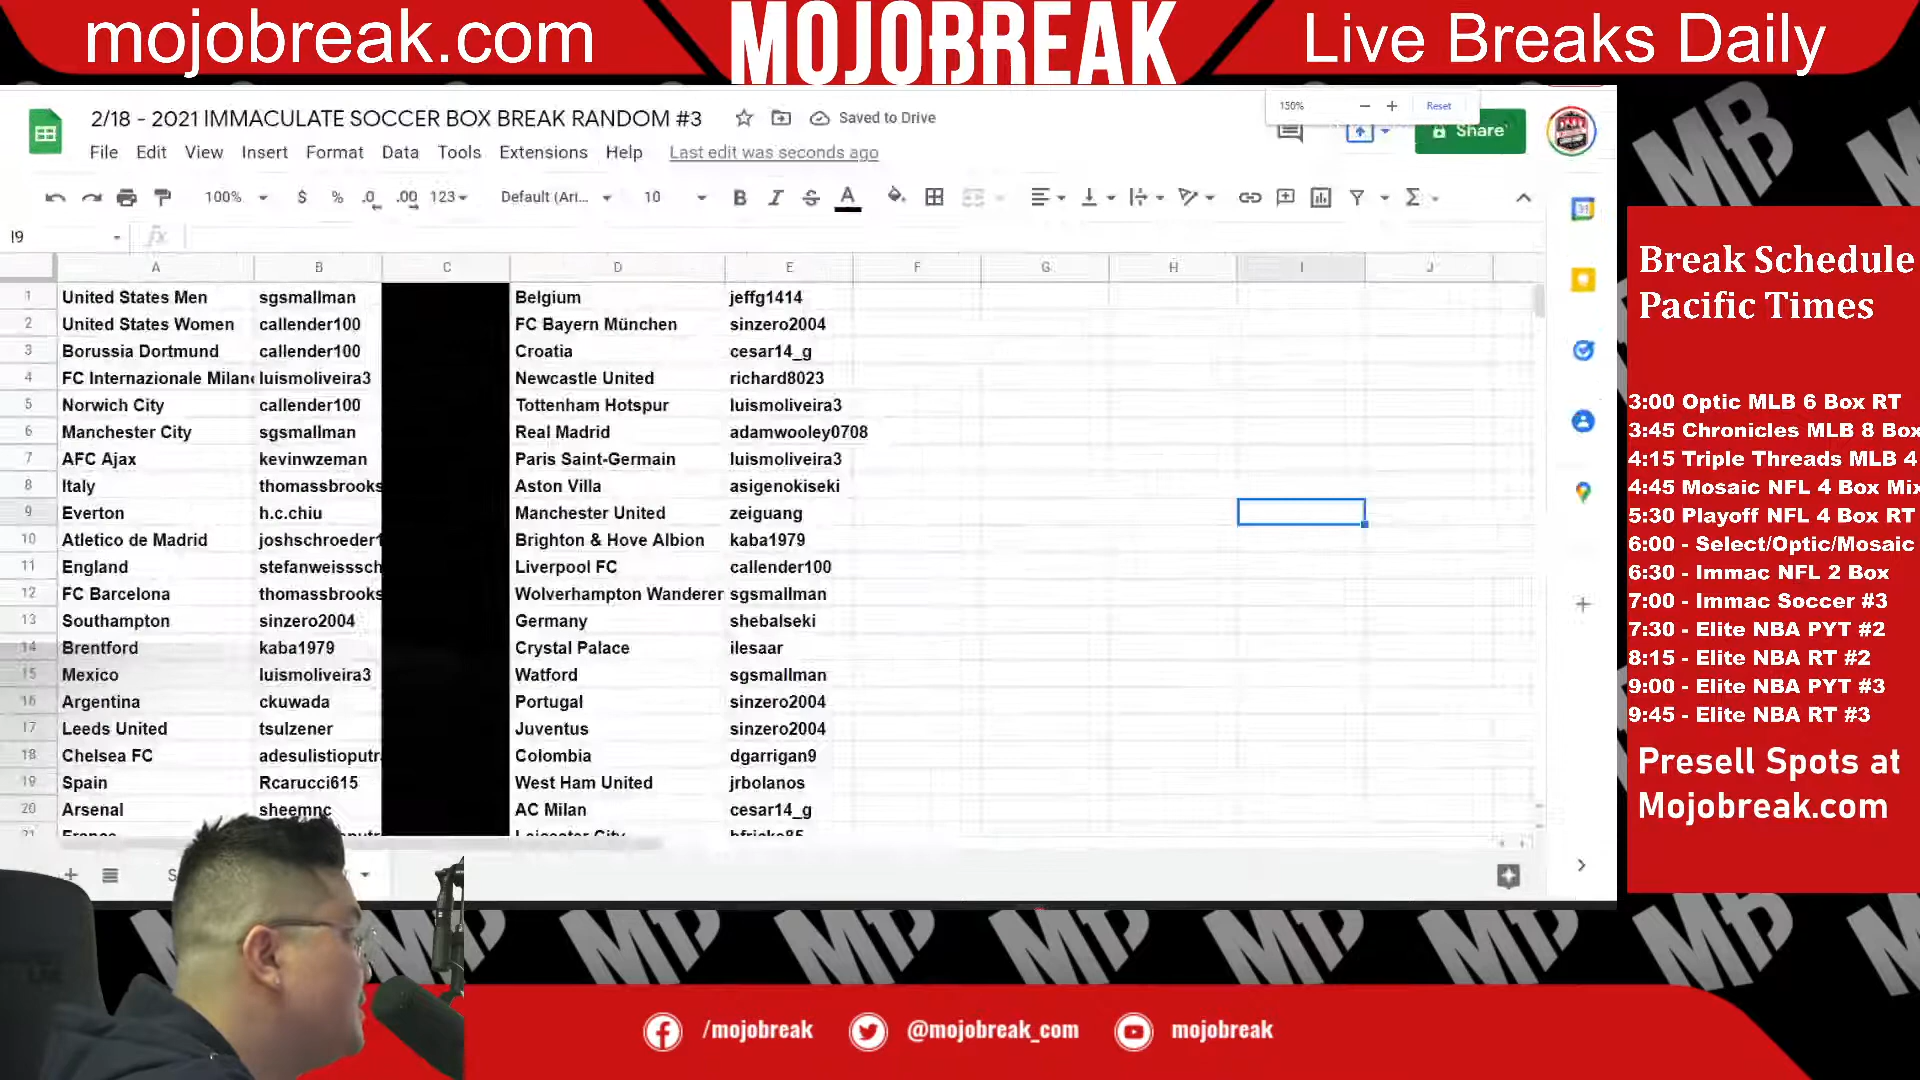 mojobreak.com
MOJOBREAK
Live Breaks Daily
2/18 - 2021 IMMACULATE SOCCER BOX BREAK RANDOM #3
Saved to Drive
150%
Reset
Share
File Edit View Insert Format Data Tools Extensions Help Last edit was seconds ago
100% $ % .0 .00 123 Default (Ari... 10 B I S A
I9 fx
A B C D E F G H I J
1 United States Men sgsmallman Belgium jeffg1414
2 United States Women callender100 FC Bayern München sinzero2004
3 Borussia Dortmund callender100 Croatia cesar14_g
4 FC Internazionale Milano luismoliveira3 Newcastle United richard8023
5 Norwich City callender100 Tottenham Hotspur luismoliveira3
6 Manchester City sgsmallman Real Madrid adamwooley0708
7 AFC Ajax kevinwzeman Paris Saint-Germain luismoliveira3
8 Italy thomassbrooks Aston Villa asigenokiseki
9 Everton h.c.chiu Manchester United zeiguang
10 Atletico de Madrid joshschroeder1 Brighton & Hove Albion kaba1979
11 England stefanweisssch Liverpool FC callender100
12 FC Barcelona thomassbrooks Wolverhampton Wanderer sgsmallman
13 Southampton sinzero2004 Germany shebalseki
14 Brentford kaba1979 Crystal Palace ilesaar
15 Mexico luismoliveira3 Watford sgsmallman
16 Argentina ckuwada Portugal sinzero2004
17 Leeds United tsulzener Juventus sinzero2004
18 Chelsea FC adesulistioputr Colombia dgarrigan9
19 Spain Rcarucci615 West Ham United jrbolanos
20 Arsenal sheemnc AC Milan cesar14_g
21 France Leicester City
Break Schedule
Pacific Times
3:00 Optic MLB 6 Box RT
3:45 Chronicles MLB 8 Box
4:15 Triple Threads MLB 4
4:45 Mosaic NFL 4 Box Mix
5:30 Playoff NFL 4 Box RT
6:00 - Select/Optic/Mosaic
6:30 - Immac NFL 2 Box
7:00 - Immac Soccer #3
7:30 - Elite NBA PYT #2
8:15 - Elite NBA RT #2
9:00 - Elite NBA PYT #3
9:45 - Elite NBA RT #3
Presell Spots at
Mojobreak.com
/mojobreak
@mojobreak_com
mojobreak